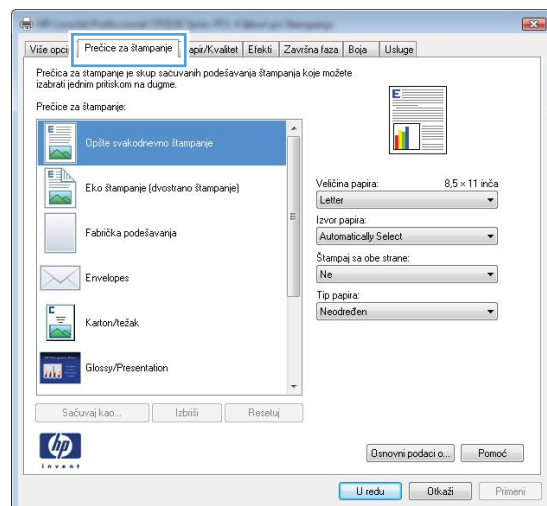 Više opcij
Prečice za štampanje
apir/Kvalitet
Efekti
Završna faza
Boja
Usluge
Prečica za štampanje je skup sačuvanih podešavanja štampanja koje možete
izabrati jednim pritiskom na dugme.
Prečice za štampanje:
Opšte svakodnevno štampanje
Eko štampanje (dvostrano štampanje)
Fabrička podešavanja
Envelopes
Karton/težak
Glossy/Presentation
E
Veličina papira: 8,5 × 11 inča
Letter
Izvor papira:
Automatically Select
Štampaj sa obe strane:
Ne
Tip papira:
Neodređen
Sačuvaj kao...
Izbriši
Resetuj
hp
invent
Osnovni podaci o...
Pomoć
U redu
Otkaži
Primeni